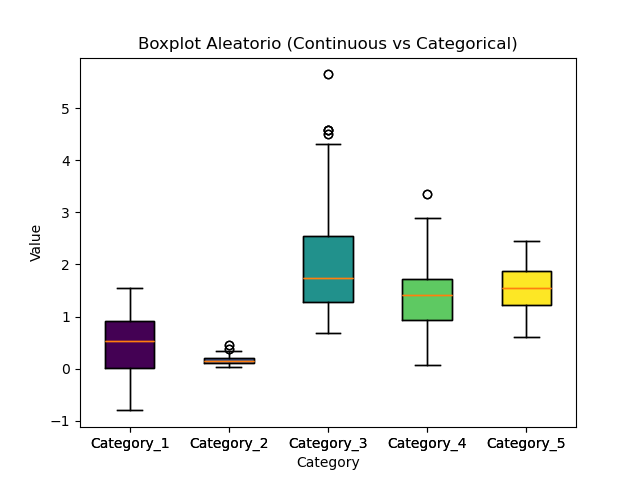 Boxplot Aleatorio (Continuous vs Categorical)
Value
5
4
3
2
1
0
−1
Category_1 Category_2 Category_3 Category_4 Category_5
Category